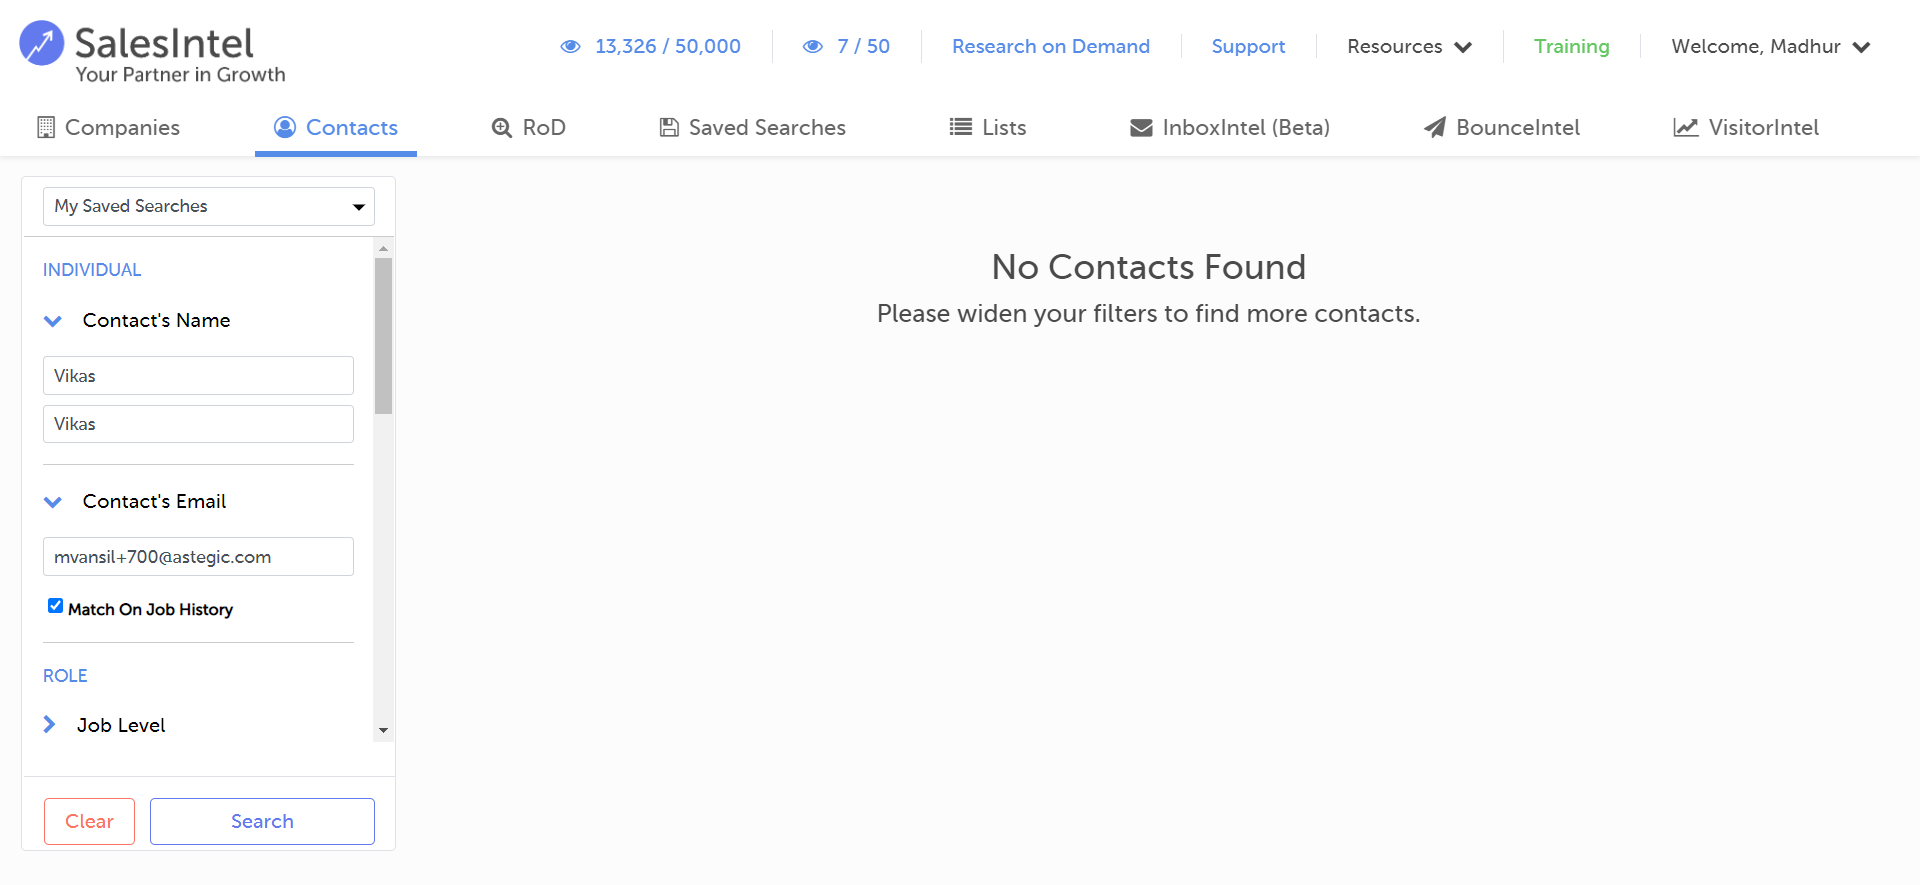 SalesIntel
Your Partner in Growth
13,326 / 50,000
7 / 50
Research on Demand
Support
Resources
Training
Welcome, Madhur
Companies
Contacts
RoD
Saved Searches
Lists
InboxIntel (Beta)
BounceIntel
VisitorIntel
My Saved Searches
INDIVIDUAL
Contact's Name
Vikas
Vikas
Contact's Email
mvansil+700@astegic.com
Match On Job History
ROLE
Job Level
Clear
Search
No Contacts Found
Please widen your filters to find more contacts.